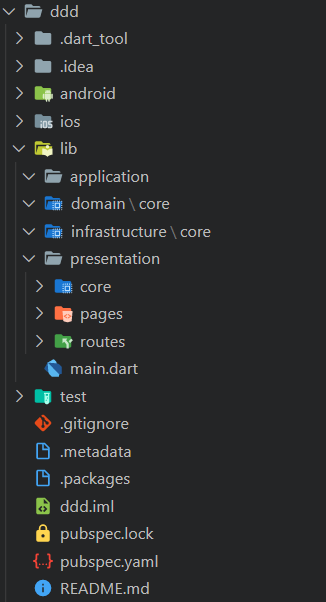 ddd
.dart_tool
.idea
android
iOS ios
lib
application
domain \ core
infrastructure \ core
presentation
core
pages
routes
main.dart
test
.gitignore
.metadata
.packages
ddd.iml
pubspec.lock
pubspec.yaml
README.md